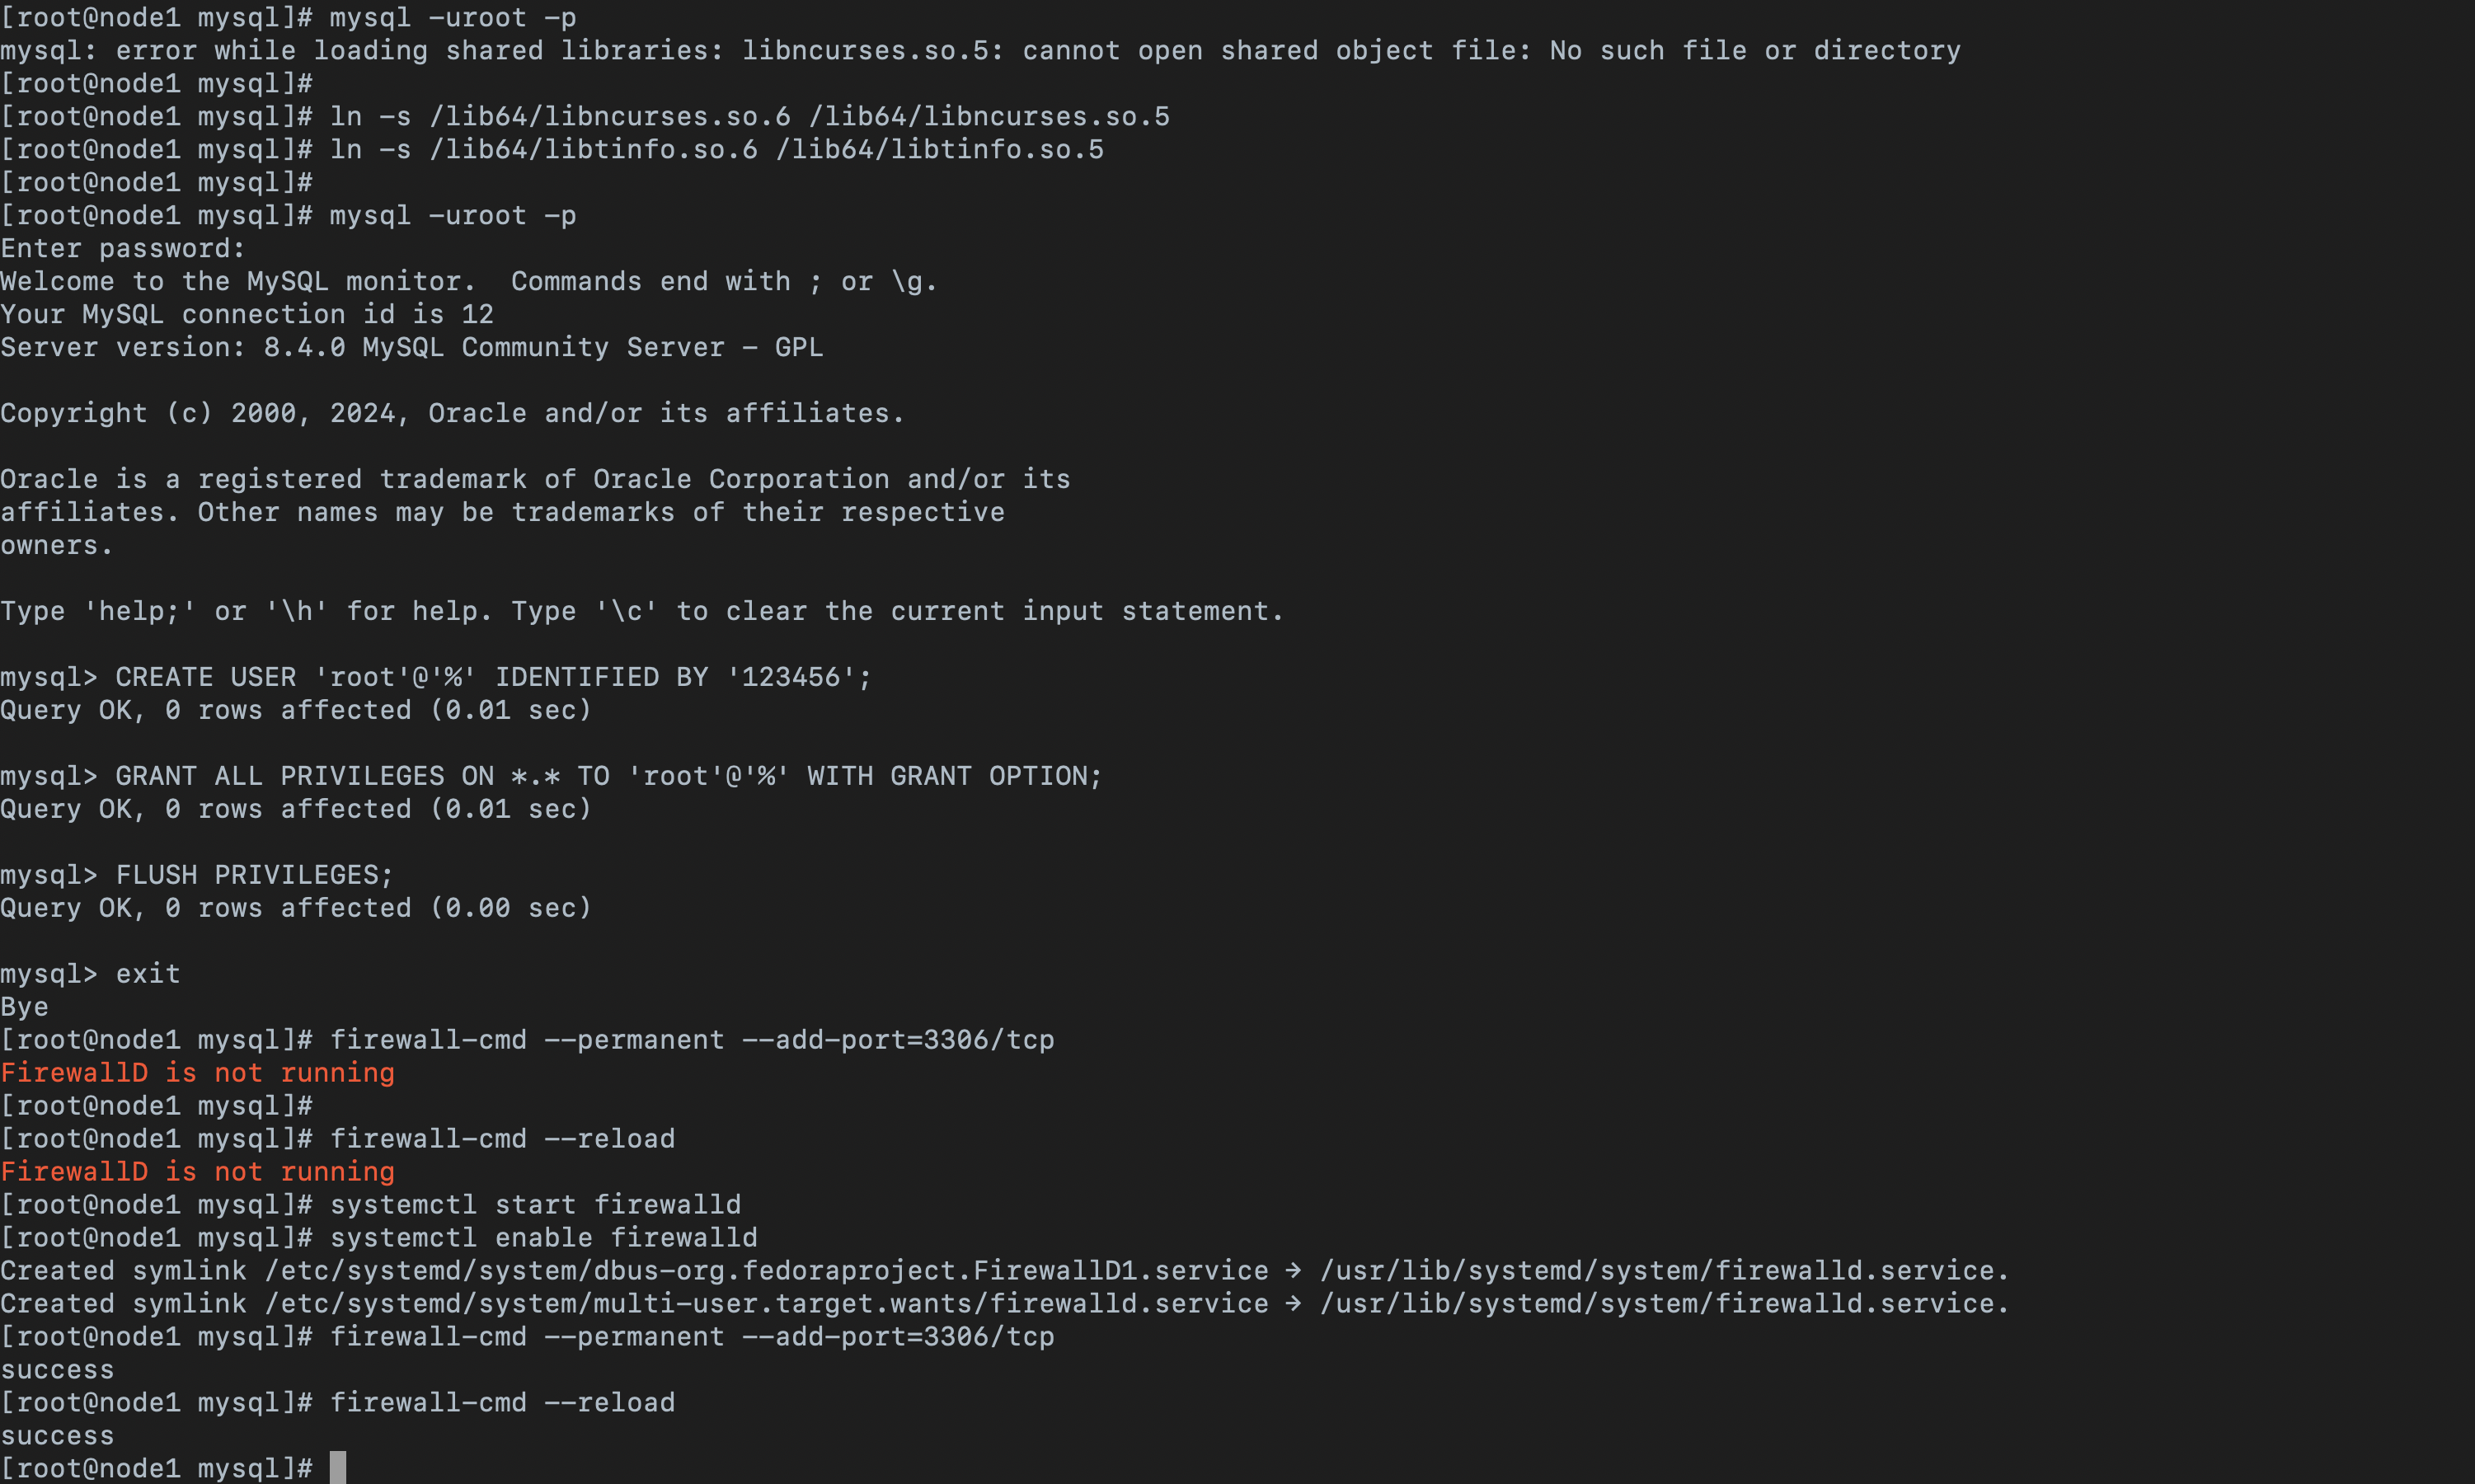 [root@node1 mysql]# mysql -uroot -p
mysql: error while loading shared libraries: libncurses.so.5: cannot open shared object file: No such file or directory
[root@node1 mysql]#
[root@node1 mysql]# ln -s /lib64/libncurses.so.6 /lib64/libncurses.so.5
[root@node1 mysql]# ln -s /lib64/libtinfo.so.6 /lib64/libtinfo.so.5
[root@node1 mysql]#
[root@node1 mysql]# mysql -uroot -p
Enter password:
Welcome to the MySQL monitor.  Commands end with ; or \g.
Your MySQL connection id is 12
Server version: 8.4.0 MySQL Community Server - GPL

Copyright (c) 2000, 2024, Oracle and/or its affiliates.

Oracle is a registered trademark of Oracle Corporation and/or its
affiliates. Other names may be trademarks of their respective
owners.

Type 'help;' or '\h' for help. Type '\c' to clear the current input statement.

mysql> CREATE USER 'root'@'%' IDENTIFIED BY '123456';
Query OK, 0 rows affected (0.01 sec)

mysql> GRANT ALL PRIVILEGES ON *.* TO 'root'@'%' WITH GRANT OPTION;
Query OK, 0 rows affected (0.01 sec)

mysql> FLUSH PRIVILEGES;
Query OK, 0 rows affected (0.00 sec)

mysql> exit
Bye
[root@node1 mysql]# firewall-cmd --permanent --add-port=3306/tcp
FirewallD is not running
[root@node1 mysql]#
[root@node1 mysql]# firewall-cmd --reload
FirewallD is not running
[root@node1 mysql]# systemctl start firewalld
[root@node1 mysql]# systemctl enable firewalld
Created symlink /etc/systemd/system/dbus-org.fedoraproject.FirewallD1.service → /usr/lib/systemd/system/firewalld.service.
Created symlink /etc/systemd/system/multi-user.target.wants/firewalld.service → /usr/lib/systemd/system/firewalld.service.
[root@node1 mysql]# firewall-cmd --permanent --add-port=3306/tcp
success
[root@node1 mysql]# firewall-cmd --reload
success
[root@node1 mysql]#